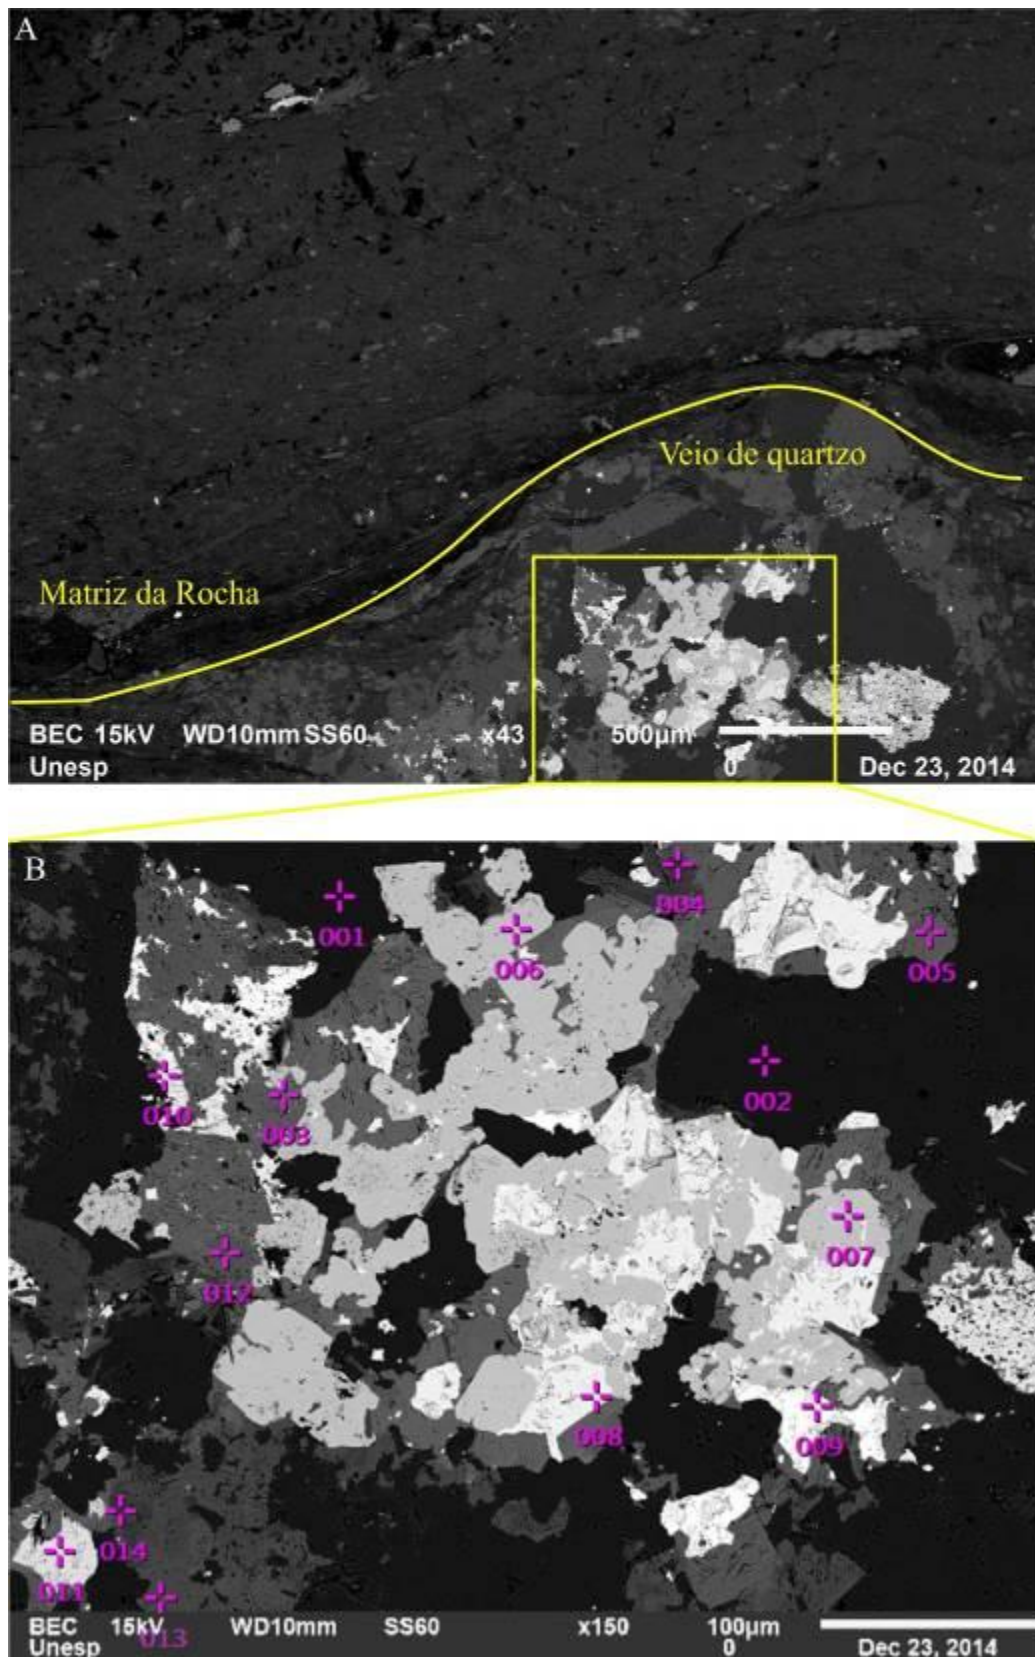 A
Veio de quartzo
Matriz da Rocha
BEC 15kV WD10mm SS60 x43 500µm
Unesp 0 Dec 23, 2014
B
001
004
006
005
010
003
002
012
007
008
009
014
011
013
BEC 15kV WD10mm SS60 x150 100µm
Unesp 0 Dec 23, 2014